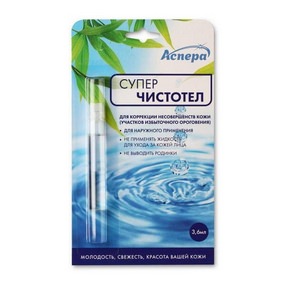 Аспера
СУПЕР
ЧИСТОТЕЛ
ДЛЯ КОРРЕКЦИИ НЕСОВЕРШЕНСТВ КОЖИ
(УЧАСТКОВ ИЗБЫТОЧНОГО ОРОГОВЕНИЯ)
• ДЛЯ НАРУЖНОГО ПРИМЕНЕНИЯ
• НЕ ПРИМЕНЯТЬ ЖИДКОСТЬ
ДЛЯ УХОДА ЗА КОЖЕЙ ЛИЦА
• НЕ ВЫВОДИТЬ РОДИНКИ
3,6мл
МОЛОДОСТЬ, СВЕЖЕСТЬ, КРАСОТА ВАШЕЙ КОЖИ